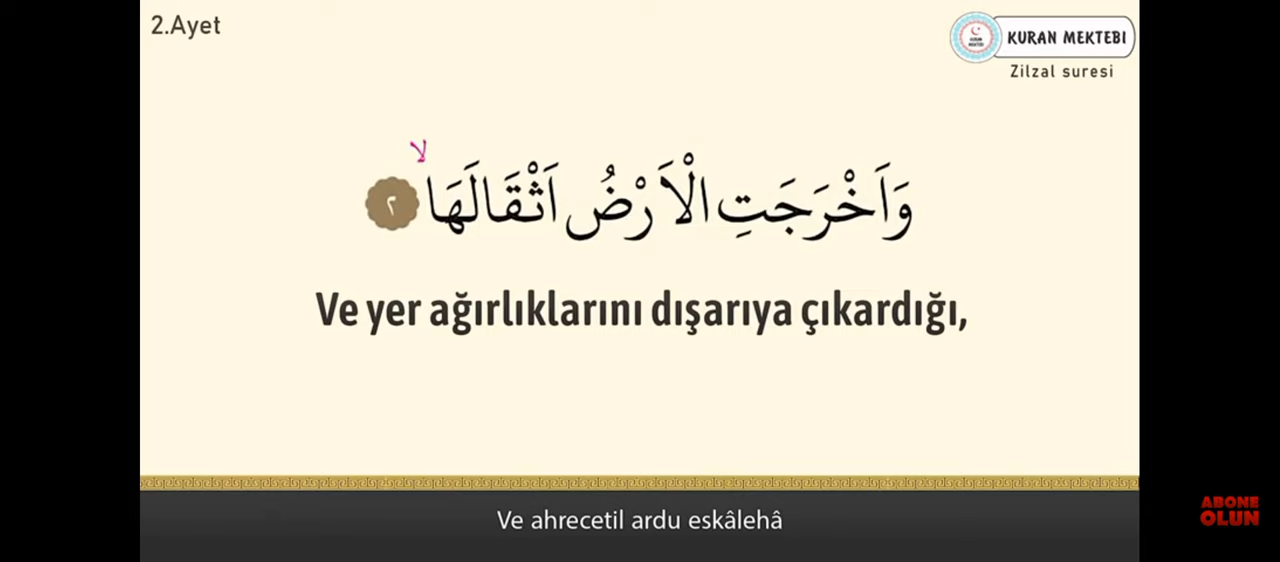 2.Ayet
KURAN MEKTEBI
Zilzal suresi
وَاَخْرَجَتِ الْاَرْضُ اَثْقَالَهَاۙ ٢
Ve yer ağırlıklarını dışarıya çıkardığı,
Ve ahrecetil ardu eskâlehâ
ABONE
OLUN